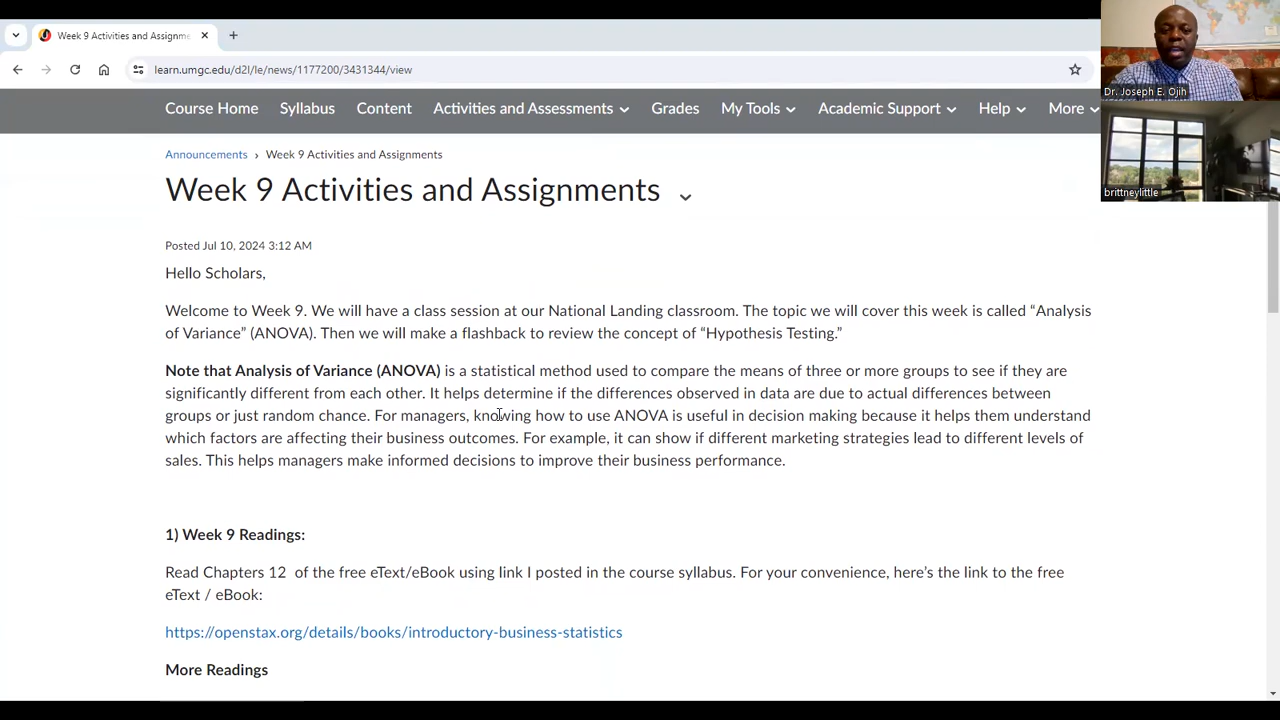 Week 9 Activities and Assignme
learn.umgc.edu/d2l/le/news/1177200/3431344/view
Course Home Syllabus Content Activities and Assessments Grades My Tools Academic Support Help More
Dr. Joseph E. Ojih
brittneylittle
Announcements › Week 9 Activities and Assignments
Week 9 Activities and Assignments
Posted Jul 10, 2024 3:12 AM
Hello Scholars,
Welcome to Week 9. We will have a class session at our National Landing classroom. The topic we will cover this week is called “Analysis
of Variance” (ANOVA). Then we will make a flashback to review the concept of “Hypothesis Testing.”
Note that Analysis of Variance (ANOVA) is a statistical method used to compare the means of three or more groups to see if they are
significantly different from each other. It helps determine if the differences observed in data are due to actual differences between
groups or just random chance. For managers, knowing how to use ANOVA is useful in decision making because it helps them understand
which factors are affecting their business outcomes. For example, it can show if different marketing strategies lead to different levels of
sales. This helps managers make informed decisions to improve their business performance.
1) Week 9 Readings:
Read Chapters 12 of the free eText/eBook using link I posted in the course syllabus. For your convenience, here’s the link to the free
eText / eBook:
https://openstax.org/details/books/introductory-business-statistics
More Readings